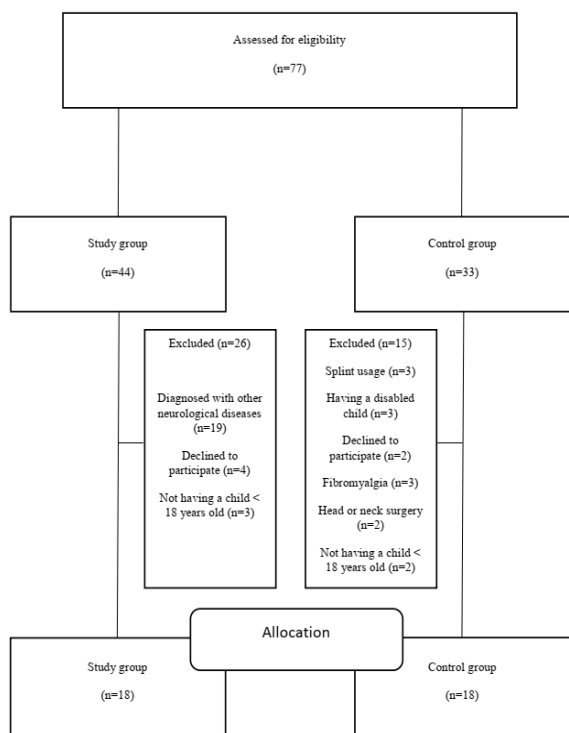 Assessed for eligibility
(n=77)
Study group
(n=44)
Control group
(n=33)
Excluded (n=26)
Diagnosed with other
neurological diseases
(n=19)
Declined to
participate (n=4)
Not having a child <
18 years old (n=3)
Excluded (n=15)
Splint usage (n=3)
Having a disabled
child (n=3)
Declined to
participate (n=2)
Fibromyalgia (n=3)
Head or neck surgery
(n=2)
Not having a child <
18 years old (n=2)
Allocation
Study group
(n=18)
Control group
(n=18)